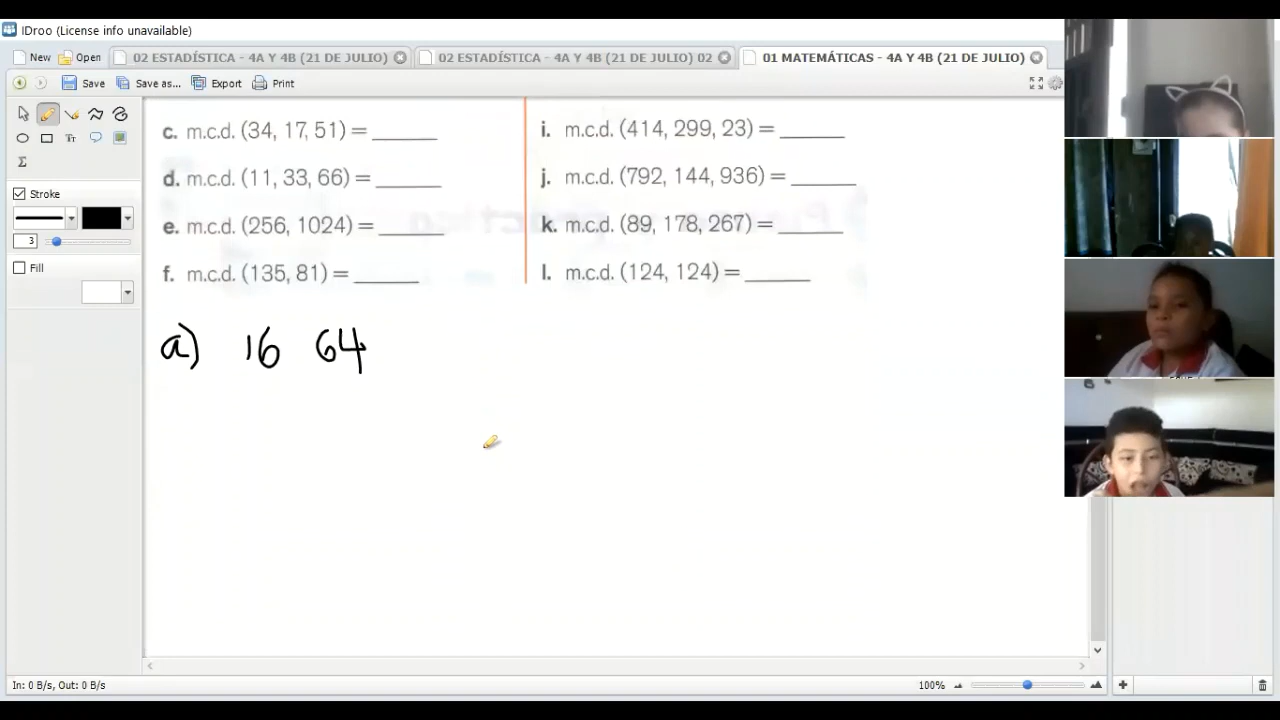 IDroo (License info unavailable)
New Open 02 ESTADÍSTICA - 4A Y 4B (21 DE JULIO) 02 ESTADÍSTICA - 4A Y 4B (21 DE JULIO) 02 01 MATEMÁTICAS - 4A Y 4B (21 DE JULIO)
Save Save as... Export Print
Tr
Σ
Stroke
3
Fill
c. m.c.d. (34, 17, 51) = ______
d. m.c.d. (11, 33, 66) = ______
e. m.c.d. (256, 1024) = ______
f. m.c.d. (135, 81) = ______
i. m.c.d. (414, 299, 23) = ______
j. m.c.d. (792, 144, 936) = ______
k. m.c.d. (89, 178, 267) = ______
l. m.c.d. (124, 124) = ______
a) 16 64
In: 0 B/s, Out: 0 B/s 100%